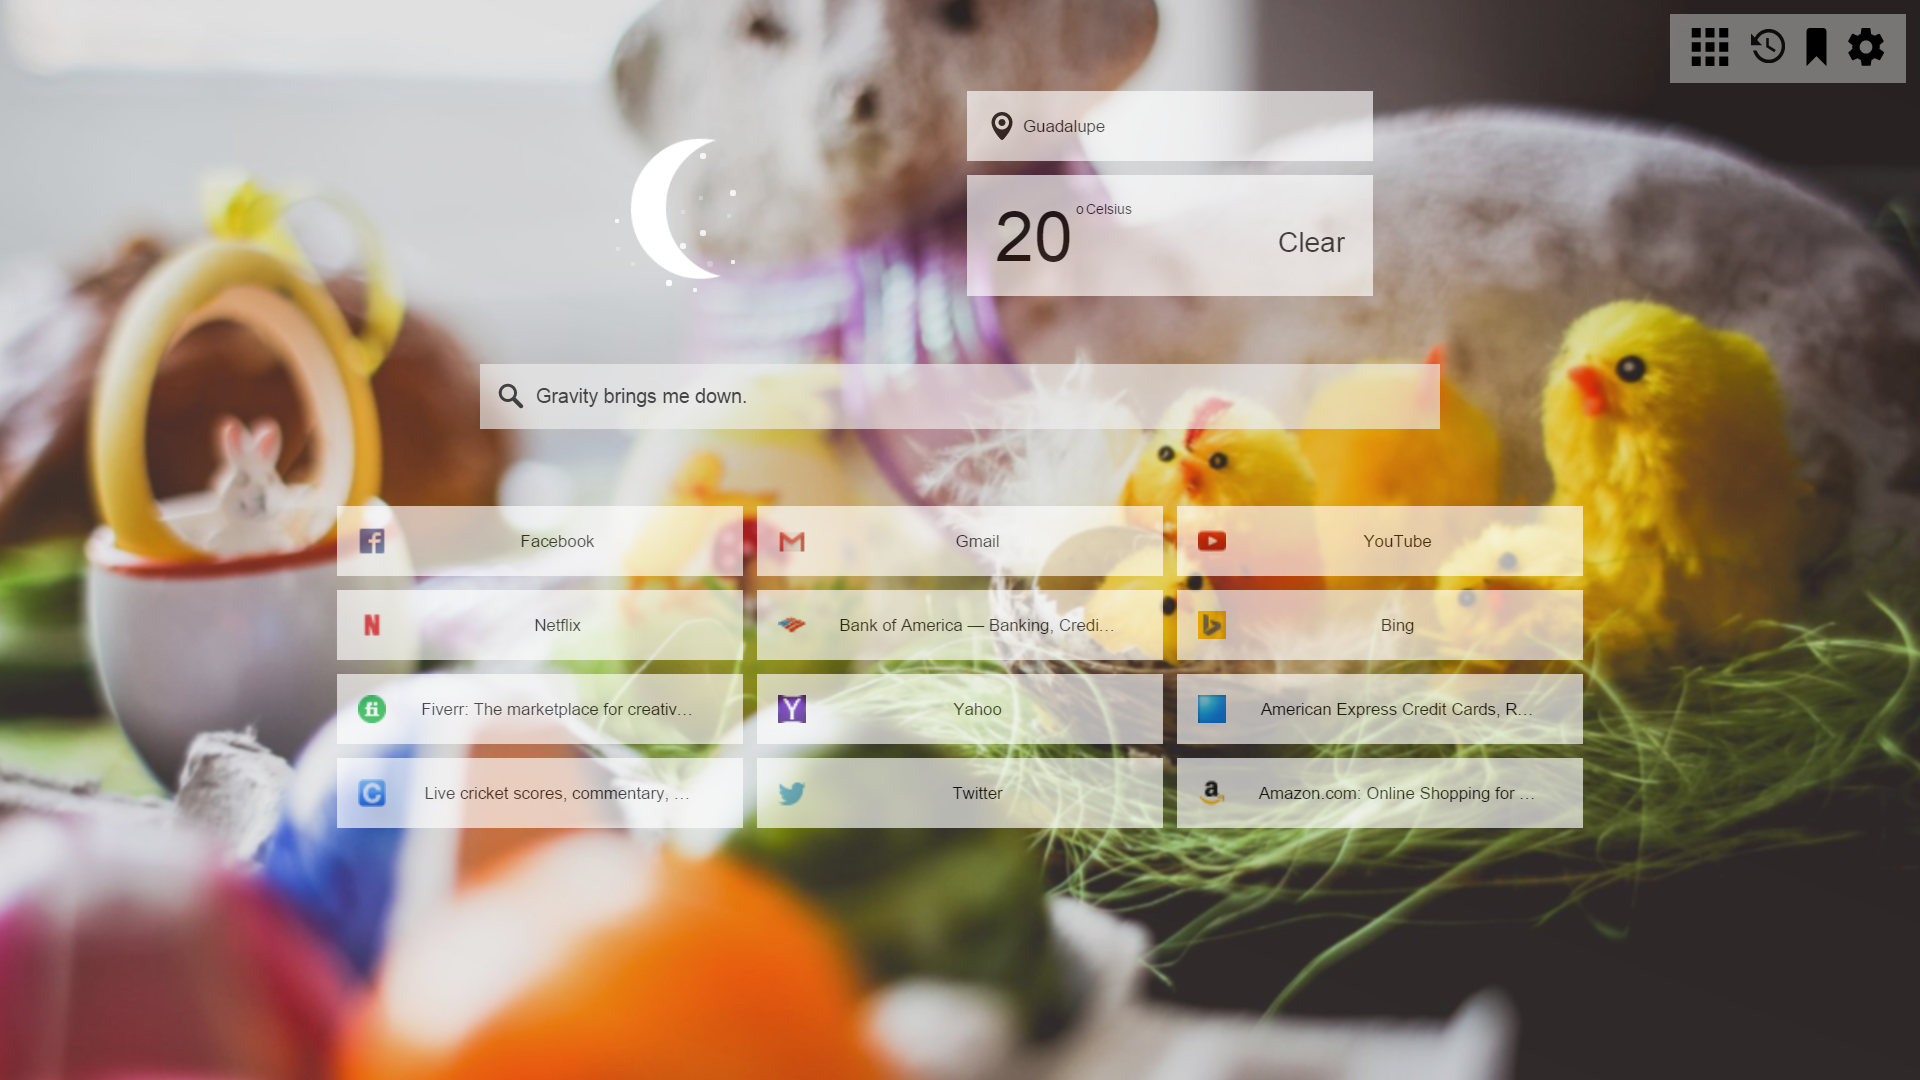 Guadalupe
20 o Celsius
Clear
Gravity brings me down.
Facebook
Gmail
YouTube
Netflix
Bank of America — Banking, Credi...
Bing
Fiverr: The marketplace for creativ...
Yahoo
American Express Credit Cards, R...
Live cricket scores, commentary, ...
Twitter
Amazon.com: Online Shopping for ...